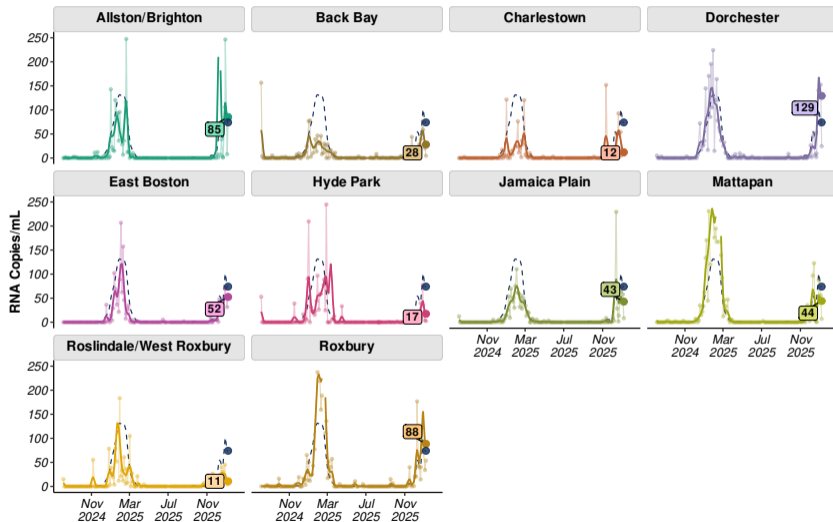 Allston/Brighton
Back Bay
Charlestown
Dorchester
250
200
150
100
50
0
85
28
12
129
East Boston
Hyde Park
Jamaica Plain
Mattapan
RNA Copies/mL
250
200
150
100
50
0
52
17
43
44
Nov 2024
Mar 2025
Jul 2025
Nov 2025
Nov 2024
Mar 2025
Jul 2025
Nov 2025
Roslindale/West Roxbury
Roxbury
250
200
150
100
50
0
11
88
Nov 2024
Mar 2025
Jul 2025
Nov 2025
Nov 2024
Mar 2025
Jul 2025
Nov 2025